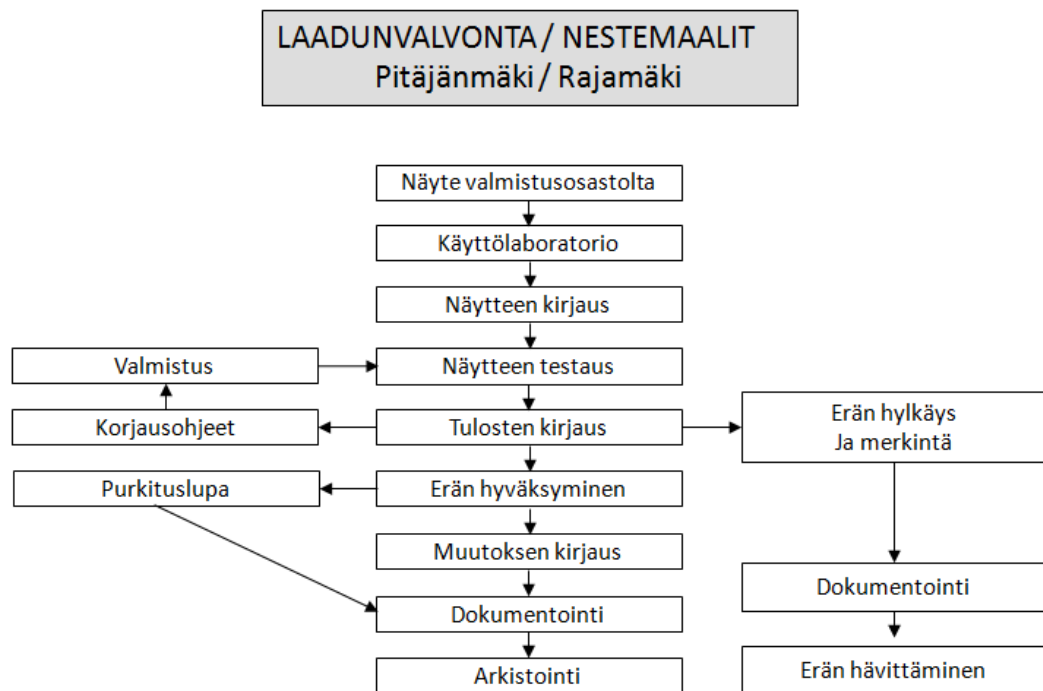 LAADUNVALVONTA / NESTEMAALIT
Pitäjänmäki / Rajamäki
Näyte valmistusosastolta
Käyttölaboratorio
Näytteen kirjaus
Valmistus
Näytteen testaus
Korjausohjeet
Tulosten kirjaus
Erän hylkäys
Ja merkintä
Purkituslupa
Erän hyväksyminen
Muutoksen kirjaus
Dokumentointi
Dokumentointi
Arkistointi
Erän hävittäminen